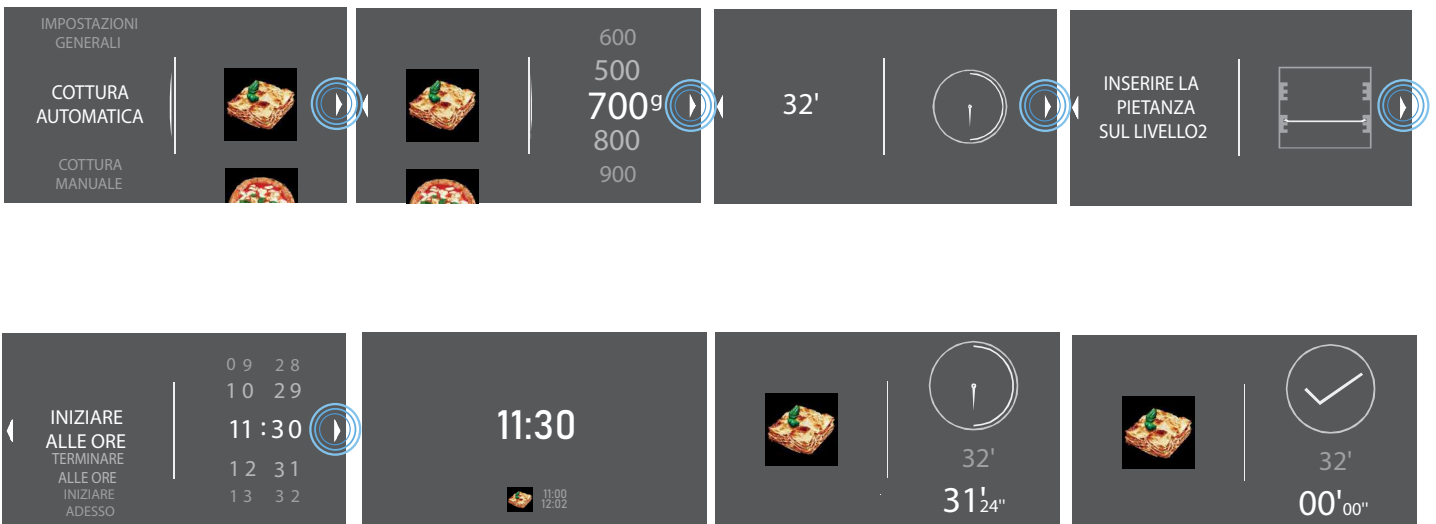 IMPOSTAZIONI
GENERALI
COTTURA
AUTOMATICA
COTTURA
MANUALE
600
500
700g
800
900
32'
INSERIRE LA
PIETANZA
SUL LIVELLO2
INIZIARE
ALLE ORE
TERMINARE
ALLE ORE
INIZIARE
ADESSO
09 28
10 29
11:30
12 31
13 32
11:30
11:00
12:02
32'
31'24"
32'
00'00"